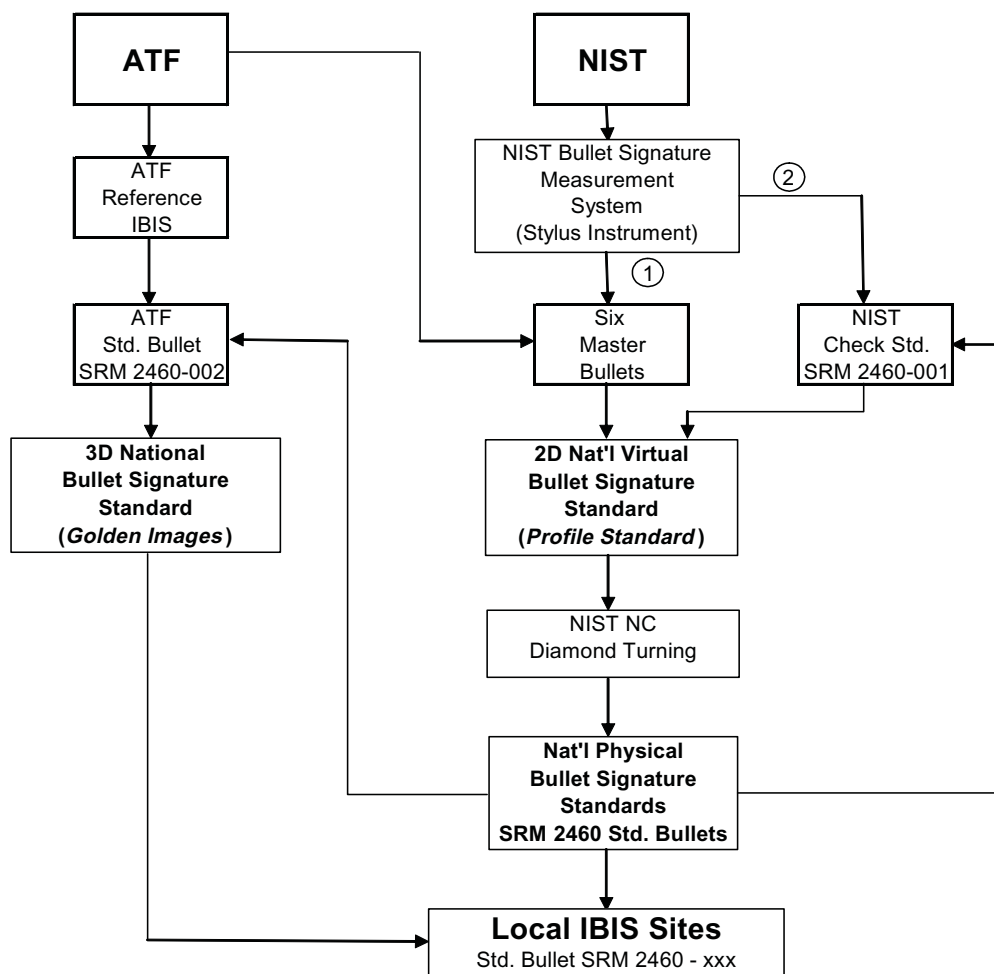 ATF
NIST
ATF
Reference
IBIS
NIST Bullet Signature
Measurement
System
(Stylus Instrument)
2
1
ATF
Std. Bullet
SRM 2460-002
Six
Master
Bullets
NIST
Check Std.
SRM 2460-001
3D National
Bullet Signature
Standard
(Golden Images)
2D Nat'l Virtual
Bullet Signature
Standard
(Profile Standard)
NIST NC
Diamond Turning
Nat'l Physical
Bullet Signature
Standards
SRM 2460 Std. Bullets
Local IBIS Sites
Std. Bullet SRM 2460 - xxx